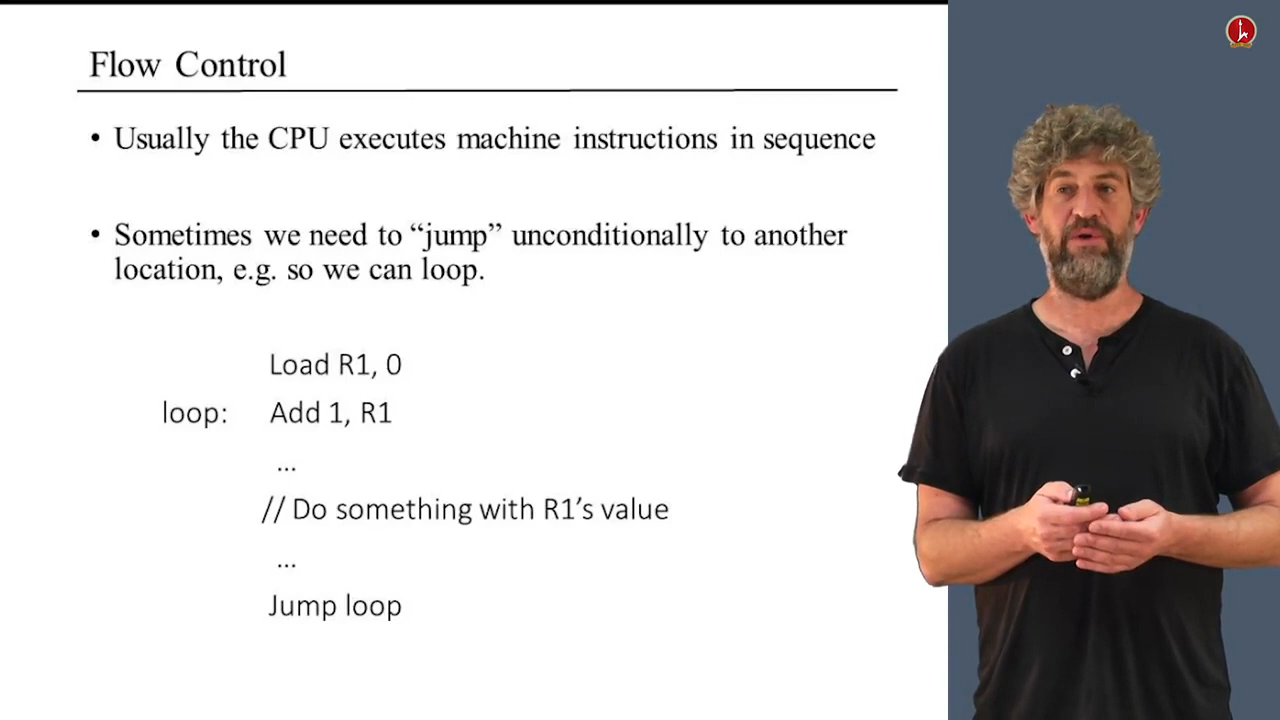 Flow Control
• Usually the CPU executes machine instructions in sequence
• Sometimes we need to “jump” unconditionally to another
location, e.g. so we can loop.
Load R1, 0
loop: Add 1, R1
...
// Do something with R1’s value
...
Jump loop